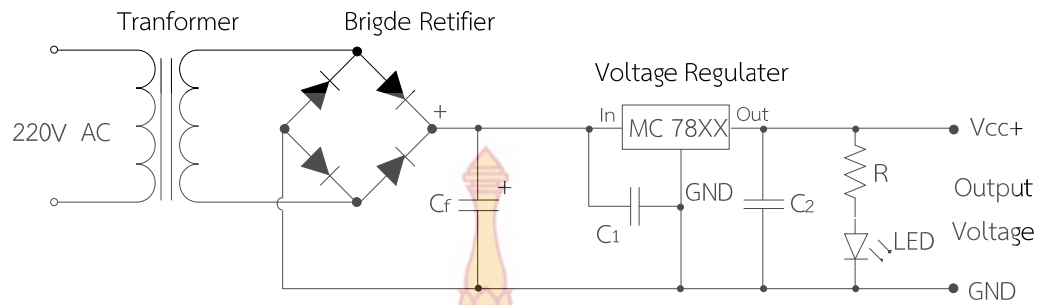 Tranformer
Brigde Retifier
Voltage Regulater
220V AC
+
In
MC 78XX
Out
Vcc+
Cf
+
C1
GND
C2
R
LED
Output
Voltage
GND